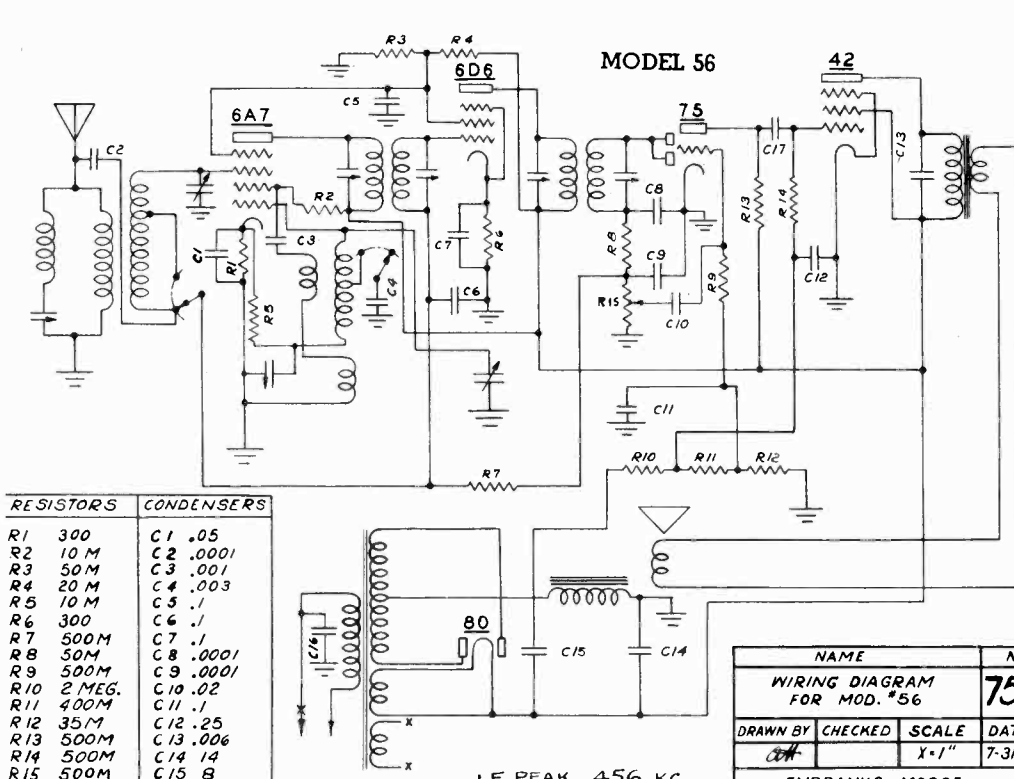 R3
R4
MODEL 56
42
6D6
C5
75
6A7
C2
C17
C13
R2
C8
R13
R14
C3
C7
R6
R8
C1
R1
C4
C9
R9
C12
R5
C6
R15
C10
C11
R7
R10
R11
R12
RESISTORS
CONDENSERS
R1 300 C1 .05
R2 10 M C2 .0001
R3 50M C3 .001
R4 20 M C4 .003
R5 10 M C5 .1
R6 300 C6 .1
R7 500M C7 .1
R8 50M C8 .0001
R9 500M C9 .0001
R10 2 MEG. C10 .02
R11 400M C11 .1
R12 35M C12 .25
R13 500M C13 .006
R14 500M C14 14
R15 500M C15 8
C16
80
C15
C14
X
X
X
I.F. PEAK 456 KC
NAME
WIRING DIAGRAM
FOR MOD. #56
75
DRAWN BY CHECKED SCALE
X=1"